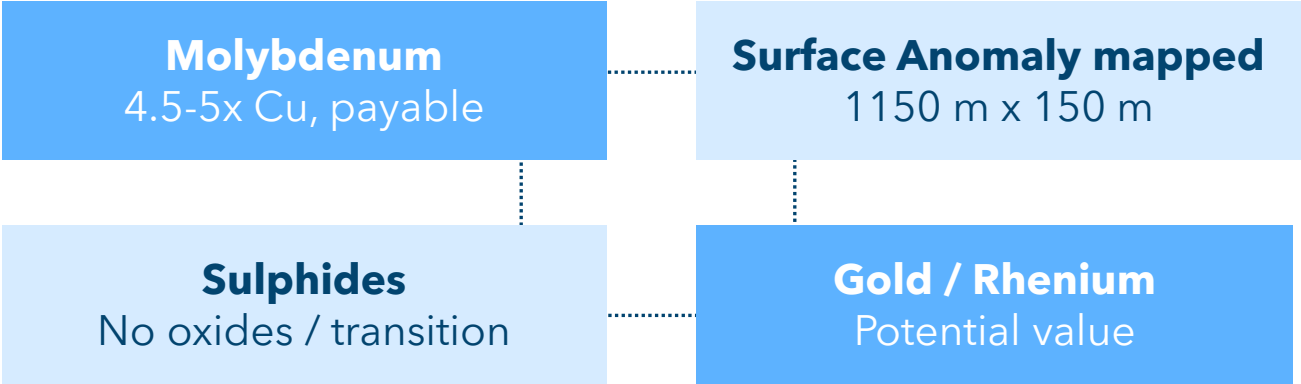 Molybdenum
4.5-5x Cu, payable
Surface Anomaly mapped
1150 m x 150 m
Sulphides
No oxides / transition
Gold / Rhenium
Potential value